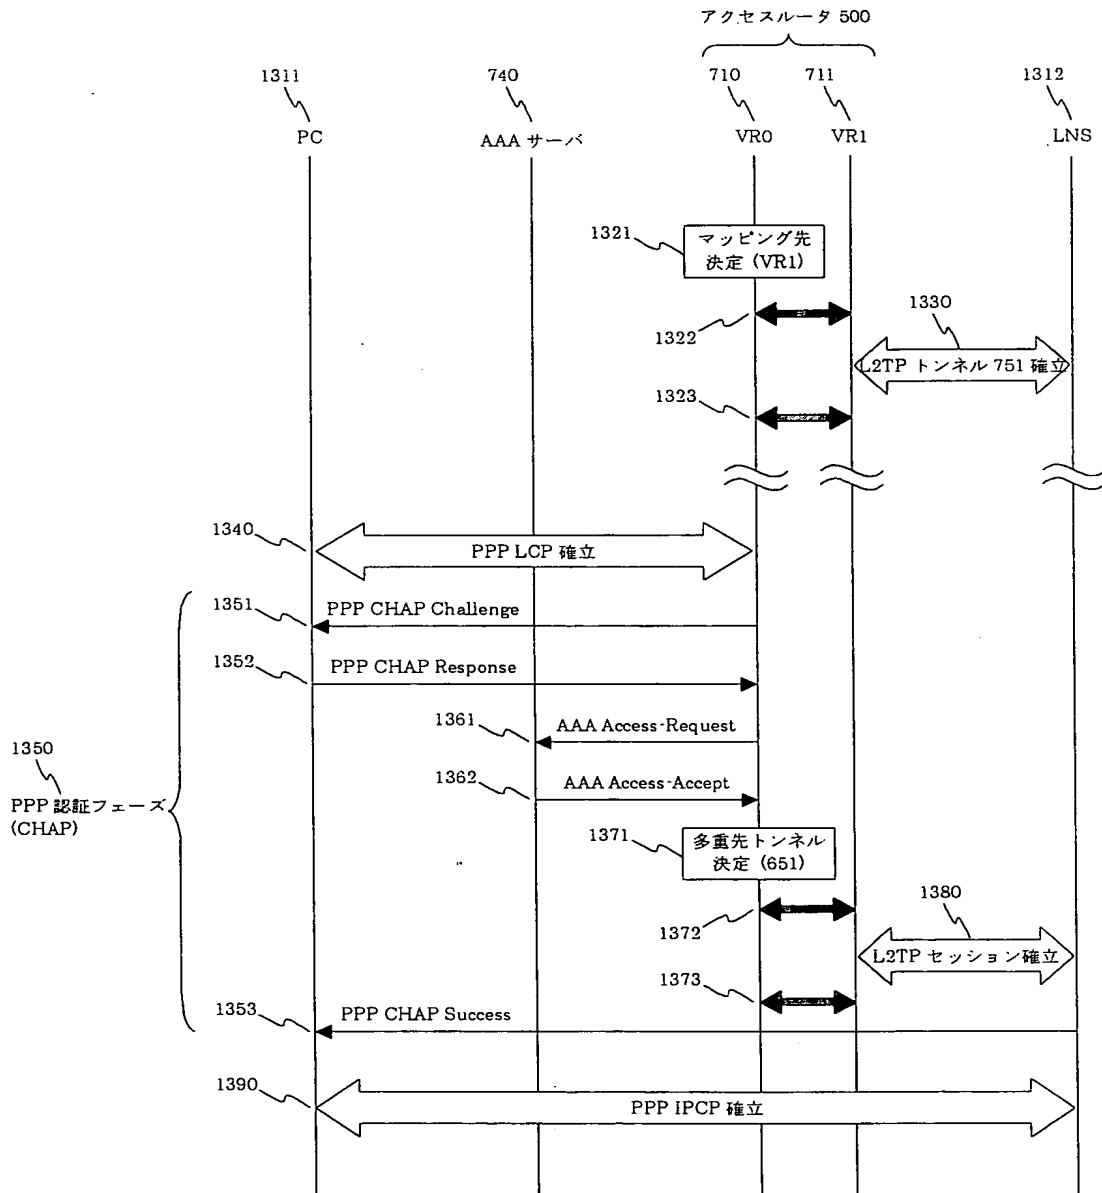 アクセスルータ 500
1311
740
710
711
1312
PC
AAA サーバ
VR0
VR1
LNS
1321
マッピング先
決定 (VR1)
1322
1330
L2TP トンネル 751 確立
1323
1340
PPP LCP 確立
1351
PPP CHAP Challenge
1352
PPP CHAP Response
1361
AAA Access-Request
1350
PPP 認証フェーズ
(CHAP)
1362
AAA Access-Accept
1371
多重先トンネル
決定 (651)
1372
1380
L2TP セッション確立
1373
1353
PPP CHAP Success
1390
PPP IPCP 確立